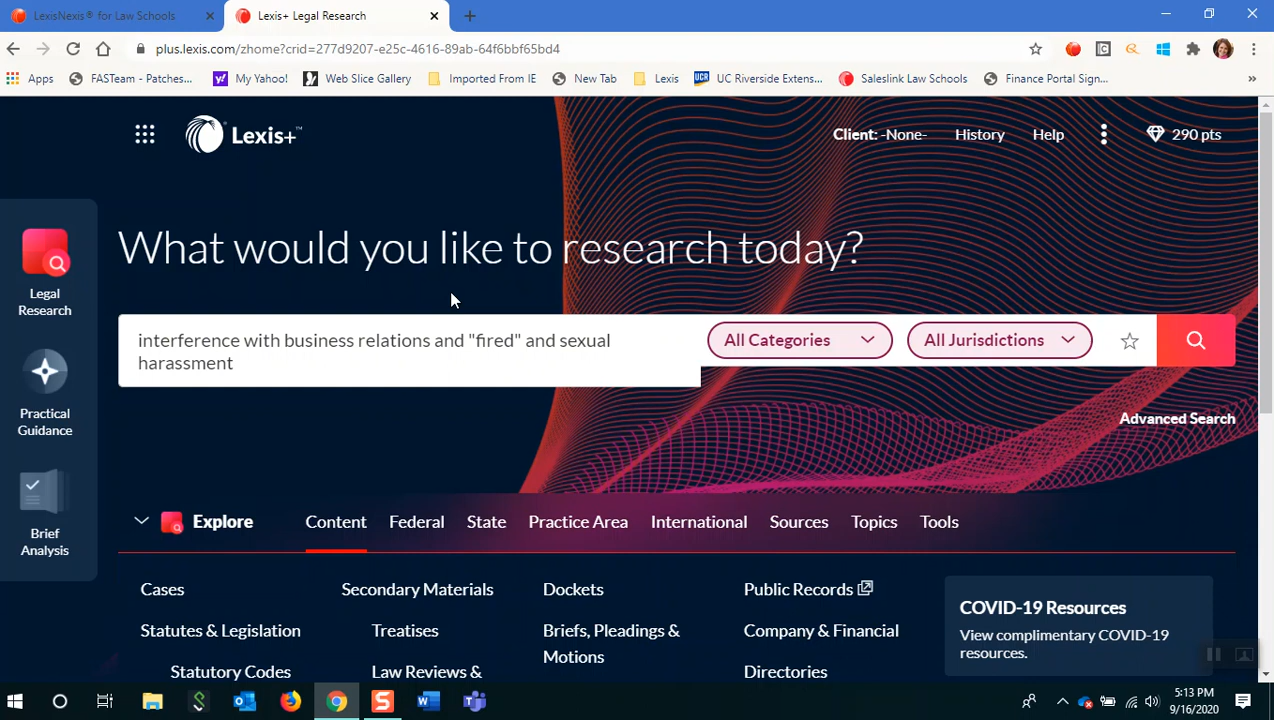 LexisNexis® for Law Schools
Lexis+ Legal Research
plus.lexis.com/zhome?crid=277d9207-e25c-4616-89ab-64f6bbf65bd4
Apps
FASTeam - Patches...
My Yahoo!
Web Slice Gallery
Imported From IE
New Tab
Lexis
UC Riverside Extens...
Saleslink Law Schools
Finance Portal Sign...
Lexis+™
Client: -None-
History
Help
290 pts
What would you like to research today?
Legal
Research
Practical
Guidance
Brief
Analysis
interference with business relations and "fired" and sexual
harassment
All Categories
All Jurisdictions
Advanced Search
Explore
Content
Federal
State
Practice Area
International
Sources
Topics
Tools
Cases
Statutes & Legislation
Statutory Codes
Secondary Materials
Treatises
Law Reviews &
Dockets
Briefs, Pleadings &
Motions
Public Records
Company & Financial
Directories
COVID-19 Resources
View complimentary COVID-19
resources.
5:13 PM
9/16/2020